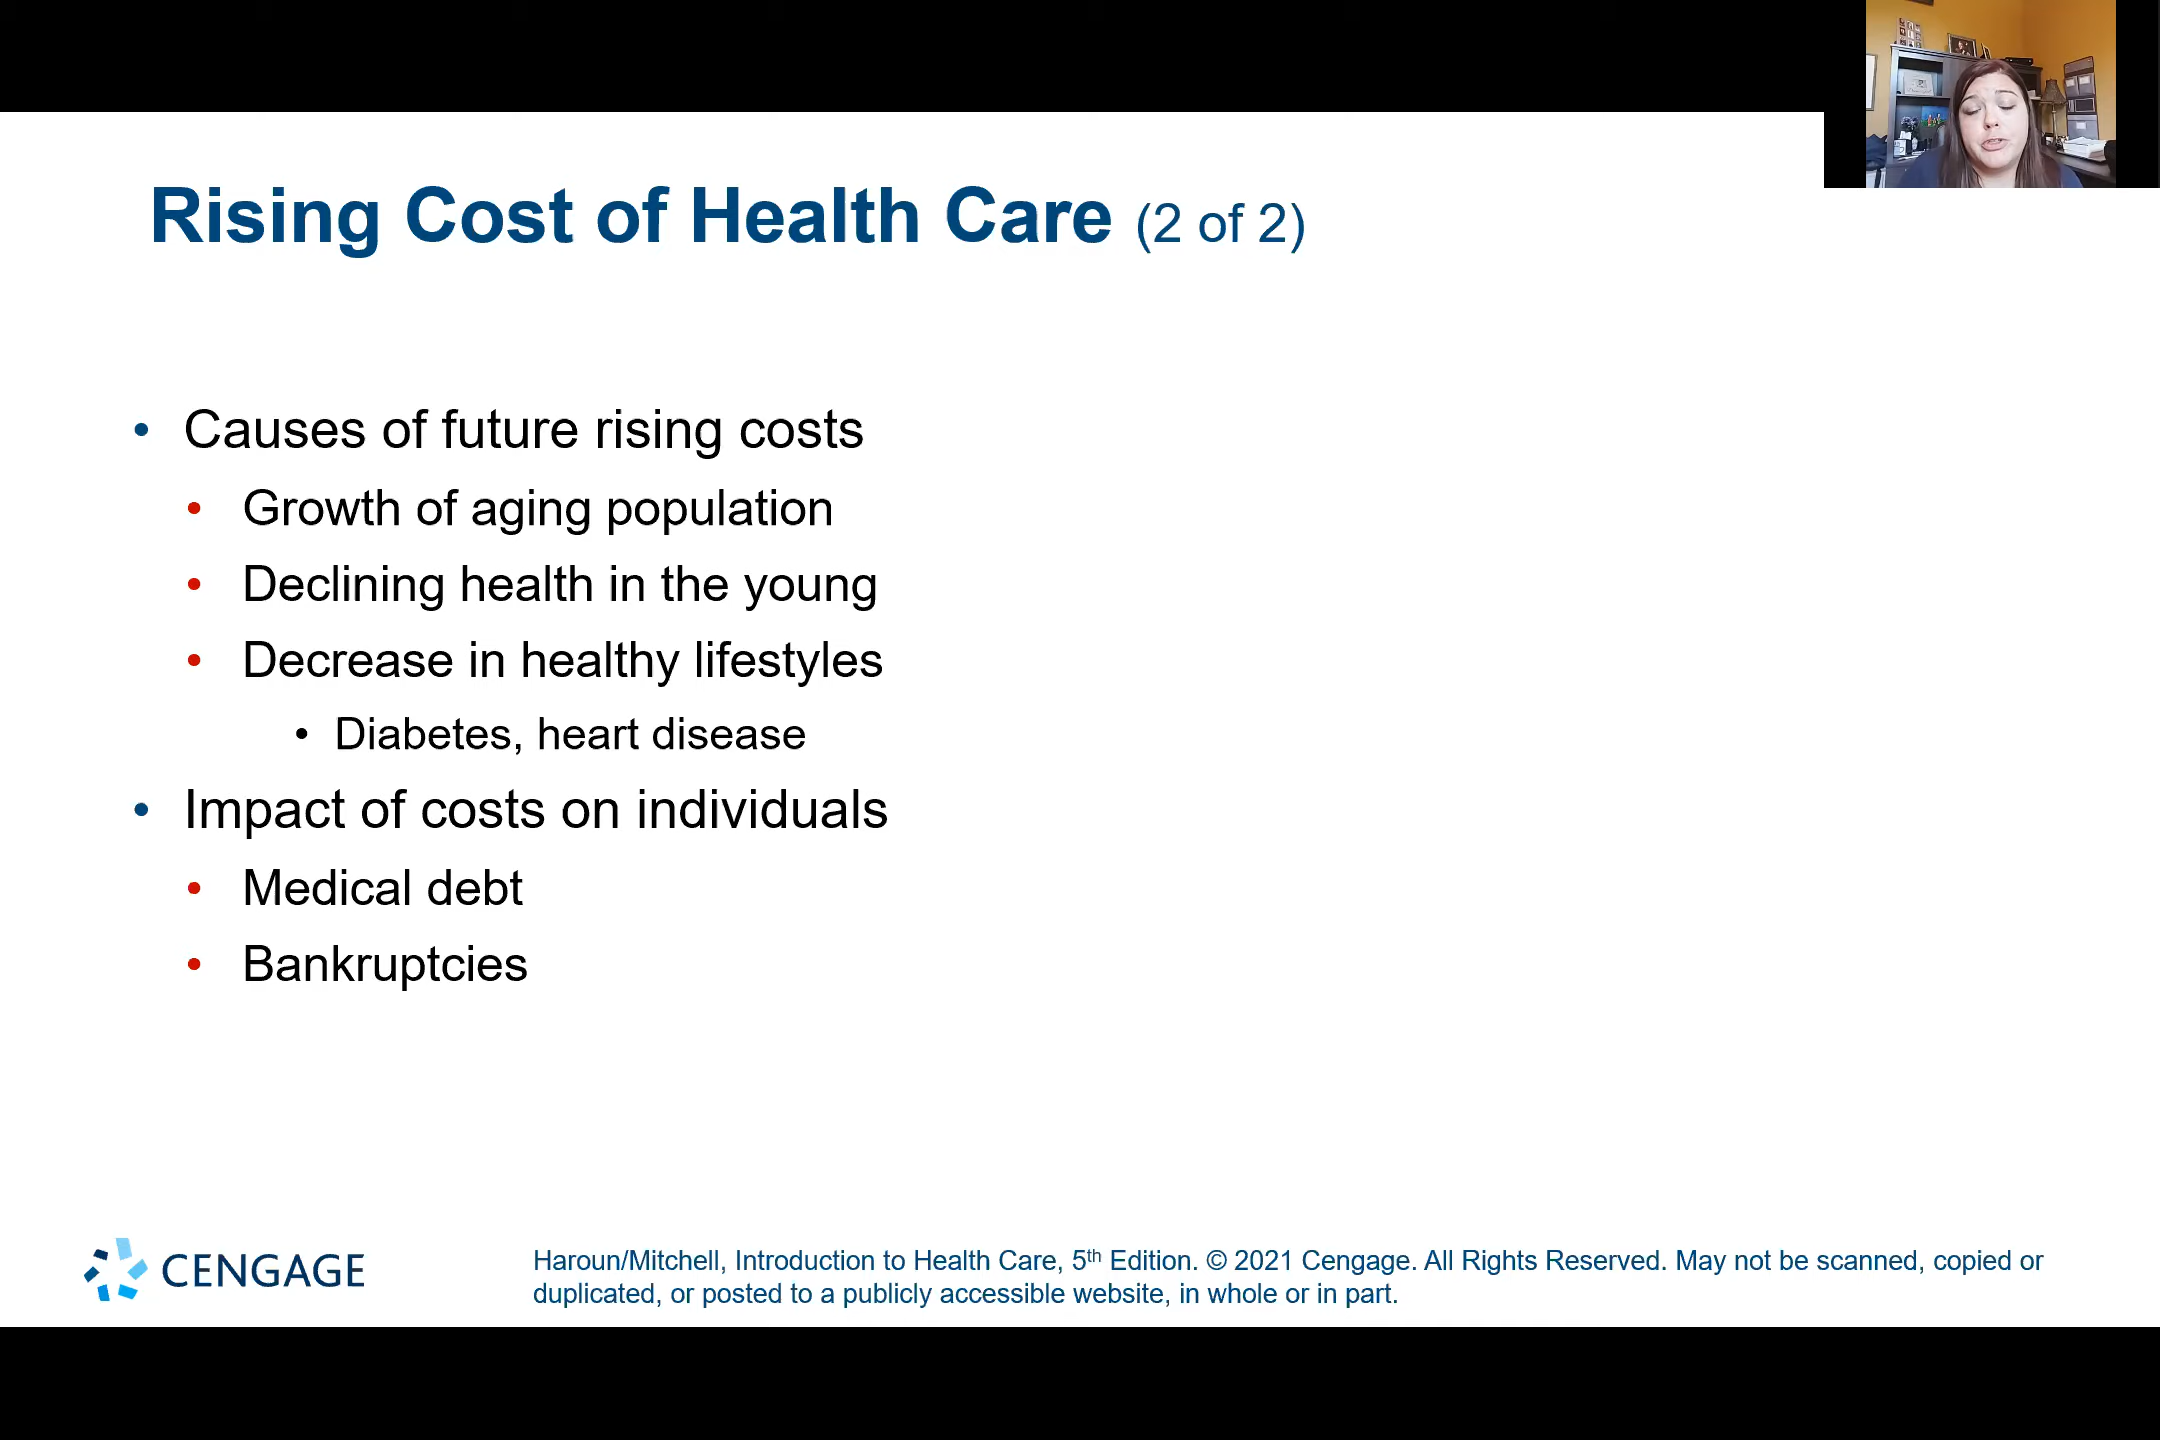 Rising Cost of Health Care (2 of 2)
• Causes of future rising costs
• Growth of aging population
• Declining health in the young
• Decrease in healthy lifestyles
• Diabetes, heart disease
• Impact of costs on individuals
• Medical debt
• Bankruptcies
CENGAGE
Haroun/Mitchell, Introduction to Health Care, 5th Edition. © 2021 Cengage. All Rights Reserved. May not be scanned, copied or
duplicated, or posted to a publicly accessible website, in whole or in part.